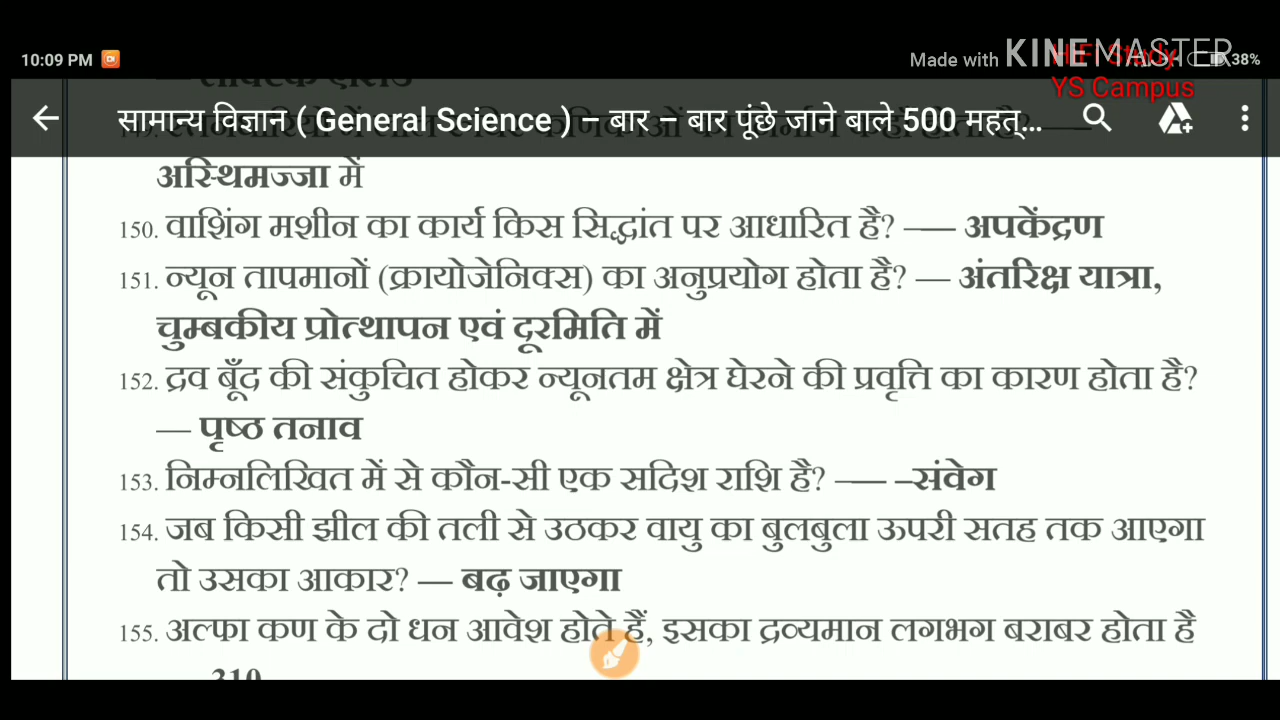 10:09 PM
Made with KINEMASTER
38%
YS Campus
सामान्य विज्ञान ( General Science ) – बार – बार पूंछे जाने बाले 500 महत्...
अस्थिमज्जा में
150. वाशिंग मशीन का कार्य किस सिद्धांत पर आधारित है? –— अपकेंद्रण
151. न्यून तापमानों (क्रायोजेनिक्स) का अनुप्रयोग होता है? — अंतरिक्ष यात्रा,
चुम्बकीय प्रोत्थापन एवं दूरमिति में
152. द्रव बूँद की संकुचित होकर न्यूनतम क्षेत्र घेरने की प्रवृत्ति का कारण होता है?
— पृष्ठ तनाव
153. निम्नलिखित में से कौन-सी एक सदिश राशि है? –— –संवेग
154. जब किसी झील की तली से उठकर वायु का बुलबुला ऊपरी सतह तक आएगा
तो उसका आकार? — बढ़ जाएगा
155. अल्फा कण के दो धन आवेश होते हैं, इसका द्रव्यमान लगभग बराबर होता है